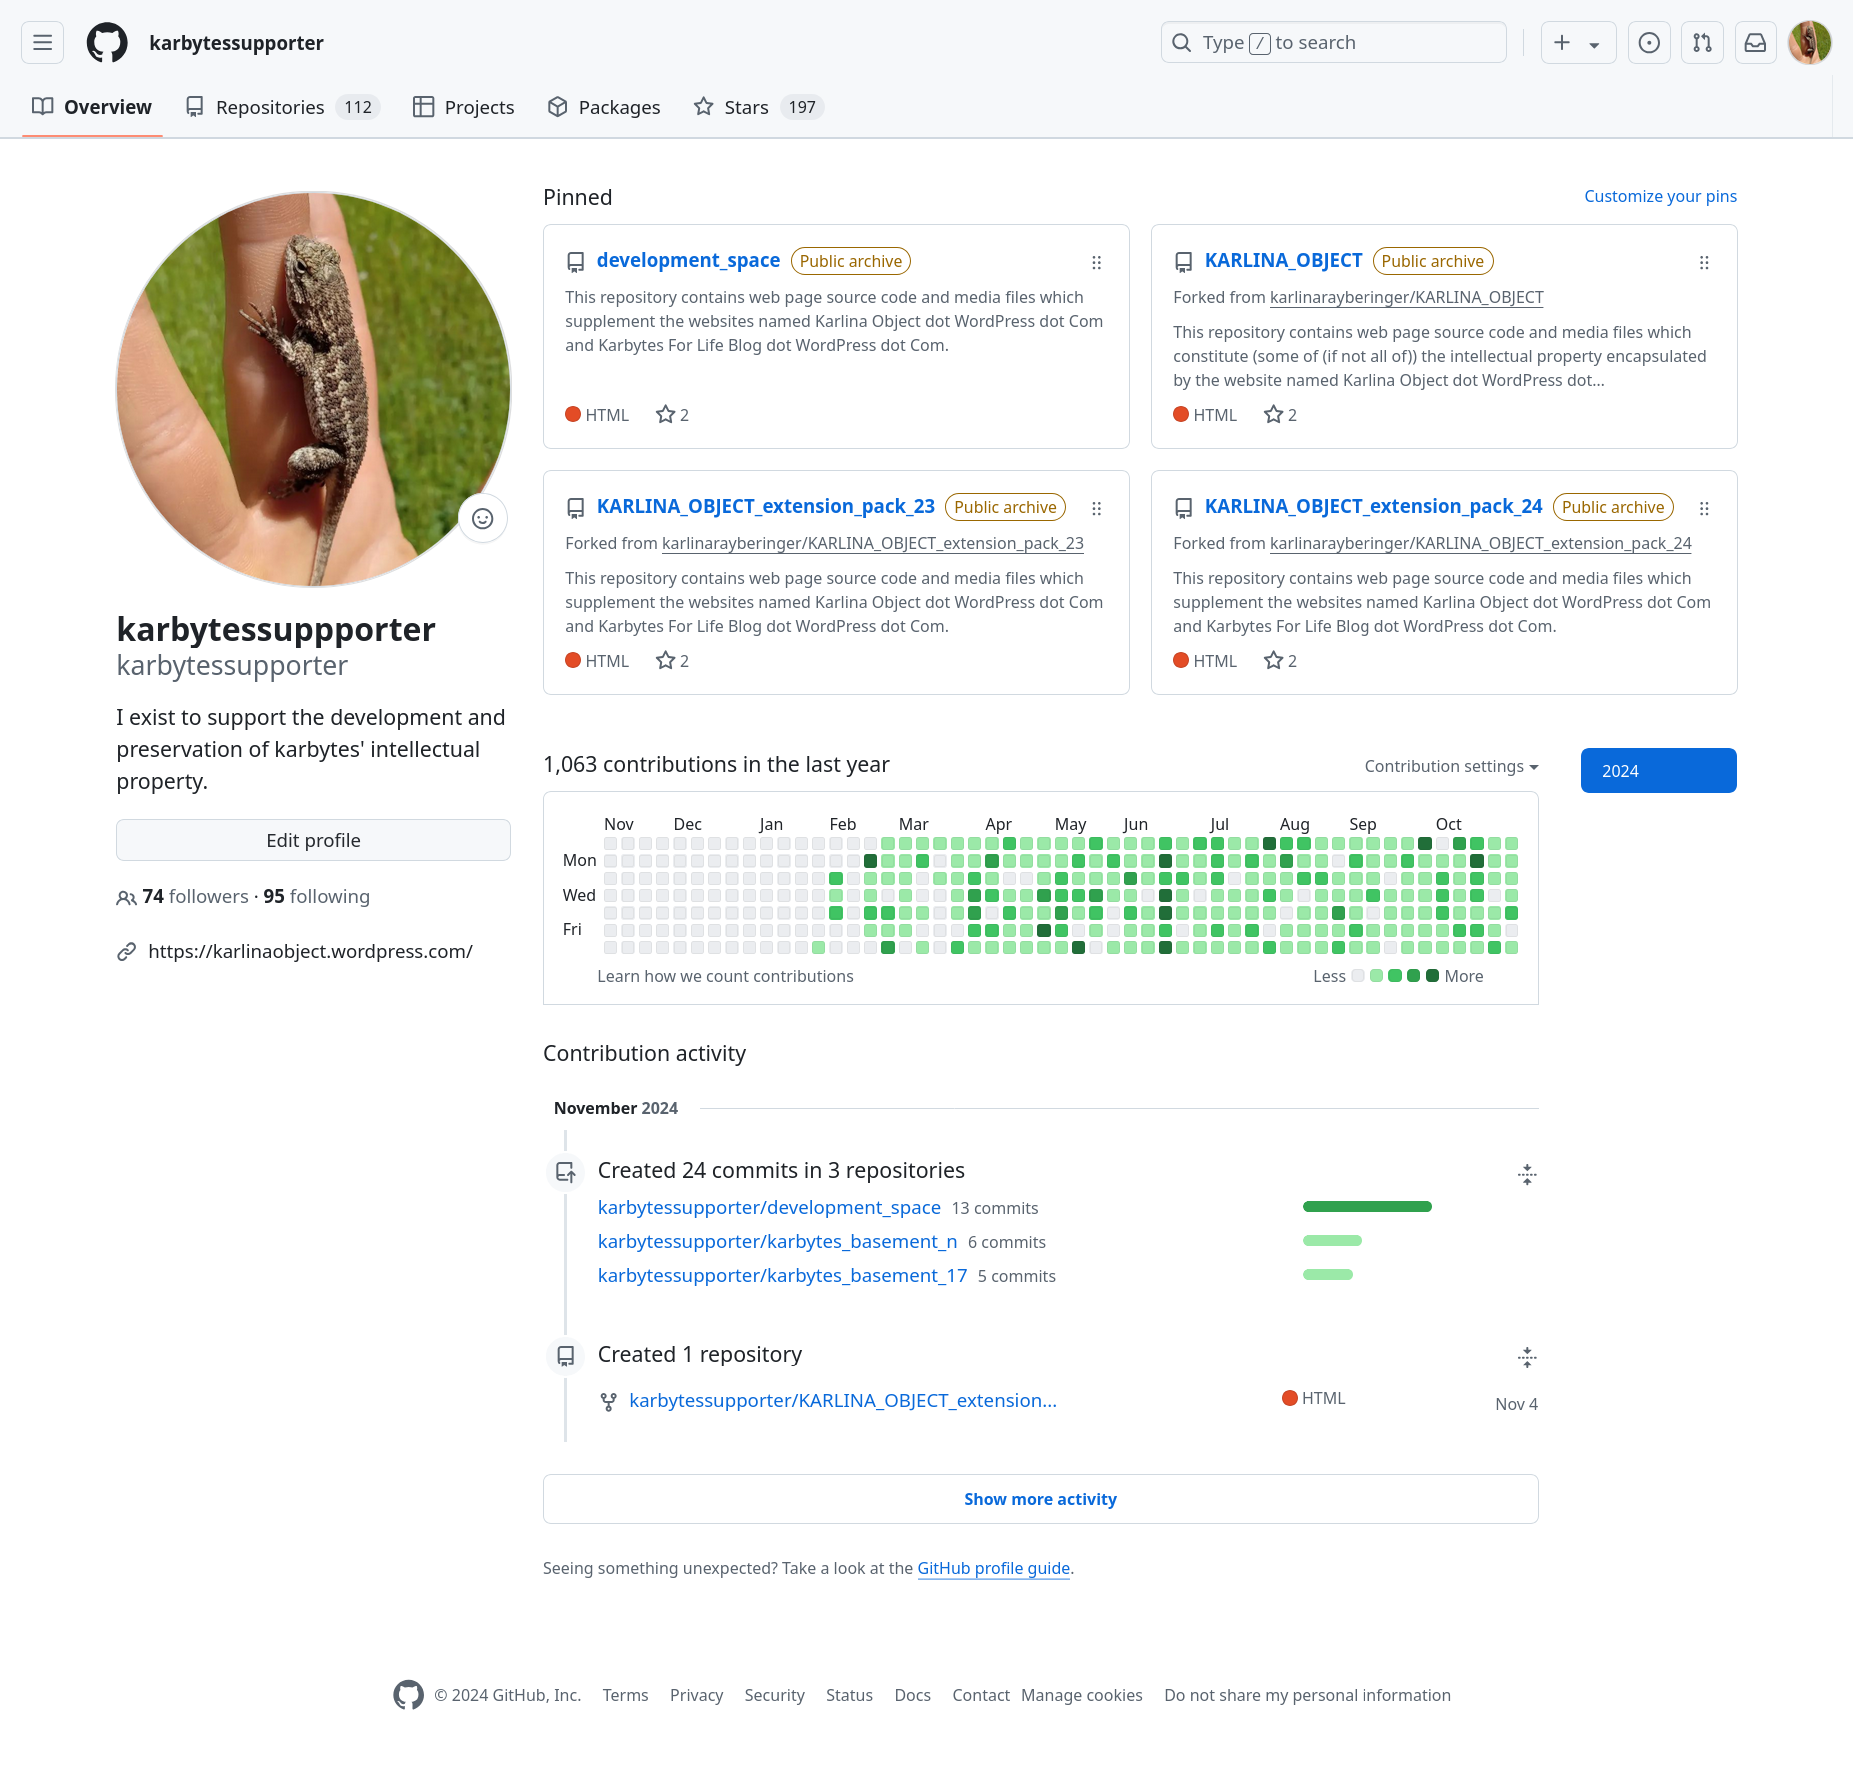 karbytessupporter
Type / to search
Overview
Repositories 112
Projects
Packages
Stars 197
karbytessuppporter
karbytessupporter
I exist to support the development and
preservation of karbytes' intellectual
property.
Edit profile
74 followers · 95 following
https://karlinaobject.wordpress.com/
Pinned
Customize your pins
development_space Public archive
This repository contains web page source code and media files which
supplement the websites named Karlina Object dot WordPress dot Com
and Karbytes For Life Blog dot WordPress dot Com.
HTML 2
KARLINA_OBJECT Public archive
Forked from karlinarayberinger/KARLINA_OBJECT
This repository contains web page source code and media files which
constitute (some of (if not all of)) the intellectual property encapsulated
by the website named Karlina Object dot WordPress dot...
HTML 2
KARLINA_OBJECT_extension_pack_23 Public archive
Forked from karlinarayberinger/KARLINA_OBJECT_extension_pack_23
This repository contains web page source code and media files which
supplement the websites named Karlina Object dot WordPress dot Com
and Karbytes For Life Blog dot WordPress dot Com.
HTML 2
KARLINA_OBJECT_extension_pack_24 Public archive
Forked from karlinarayberinger/KARLINA_OBJECT_extension_pack_24
This repository contains web page source code and media files which
supplement the websites named Karlina Object dot WordPress dot Com
and Karbytes For Life Blog dot WordPress dot Com.
HTML 2
1,063 contributions in the last year
Contribution settings
2024
Nov Dec Jan Feb Mar Apr May Jun Jul Aug Sep Oct
Mon
Wed
Fri
Learn how we count contributions
Less More
Contribution activity
November 2024
Created 24 commits in 3 repositories
karbytessupporter/development_space 13 commits
karbytessupporter/karbytes_basement_n 6 commits
karbytessupporter/karbytes_basement_17 5 commits
Created 1 repository
karbytessupporter/KARLINA_OBJECT_extension... HTML Nov 4
Show more activity
Seeing something unexpected? Take a look at the GitHub profile guide.
© 2024 GitHub, Inc. Terms Privacy Security Status Docs Contact Manage cookies Do not share my personal information